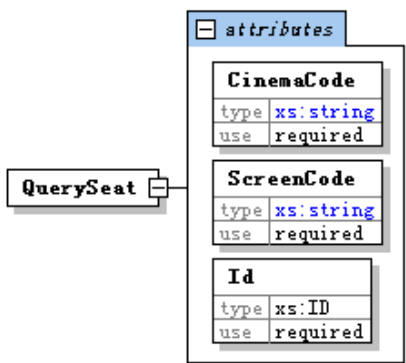 attributes
CinemaCode
type xs:string
use required
QuerySeat
ScreenCode
type xs:string
use required
Id
type xs:ID
use required